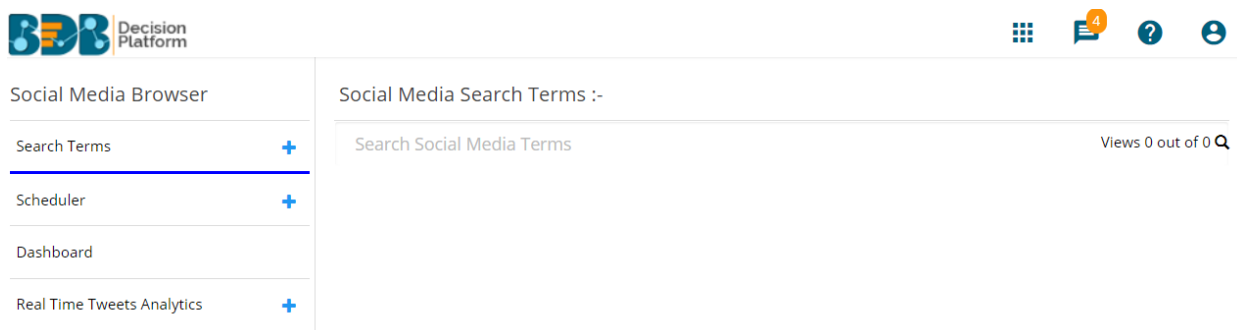 BDB Decision
Platform
4
Social Media Browser
Social Media Search Terms :-
Search Terms
Search Social Media Terms
Views 0 out of 0
Scheduler
Dashboard
Real Time Tweets Analytics